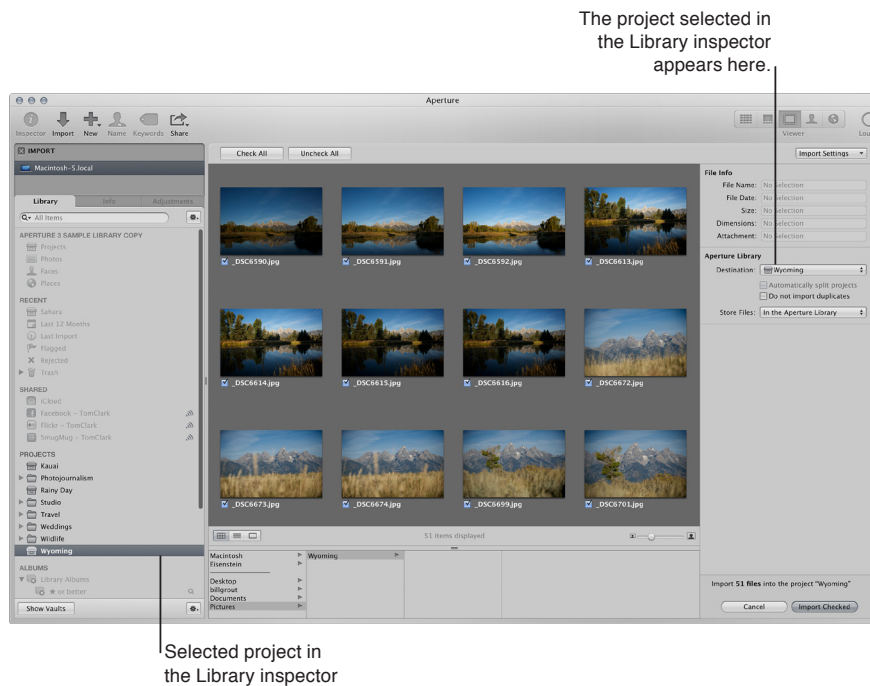 The project selected in
the Library inspector
appears here.
Aperture
Inspector Import New Name Keywords Share
Viewer
Lou
IMPORT
Macintosh-5.local
Library Info Adjustments
All Items
APERTURE 3 SAMPLE LIBRARY COPY
Projects
Photos
Faces
Places
RECENT
Sahara
Last 12 Months
Last Import
Flagged
Rejected
Trash
SHARED
iCloud
Facebook – TomClark
Flickr – TomClark
SmugMug – TomClark
PROJECTS
Kauai
Photojournalism
Rainy Day
Studio
Travel
Weddings
Wildlife
Wyoming
ALBUMS
Library Albums
★ or better
Show Vaults
Check All Uncheck All
_DSC6590.jpg _DSC6591.jpg _DSC6592.jpg _DSC6613.jpg
_DSC6614.jpg _DSC6615.jpg _DSC6616.jpg _DSC6672.jpg
_DSC6673.jpg _DSC6674.jpg _DSC6699.jpg _DSC6701.jpg
51 items displayed
Macintosh
Eisenstein
Desktop
billgrout
Documents
Pictures
Wyoming
Import Settings
File Info
File Name: No Selection
File Date: No Selection
Size: No Selection
Dimensions: No Selection
Attachment: No Selection
Aperture Library
Destination: Wyoming
Automatically split projects
Do not import duplicates
Store Files: In the Aperture Library
Import 51 files into the project "Wyoming"
Cancel Import Checked
Selected project in
the Library inspector